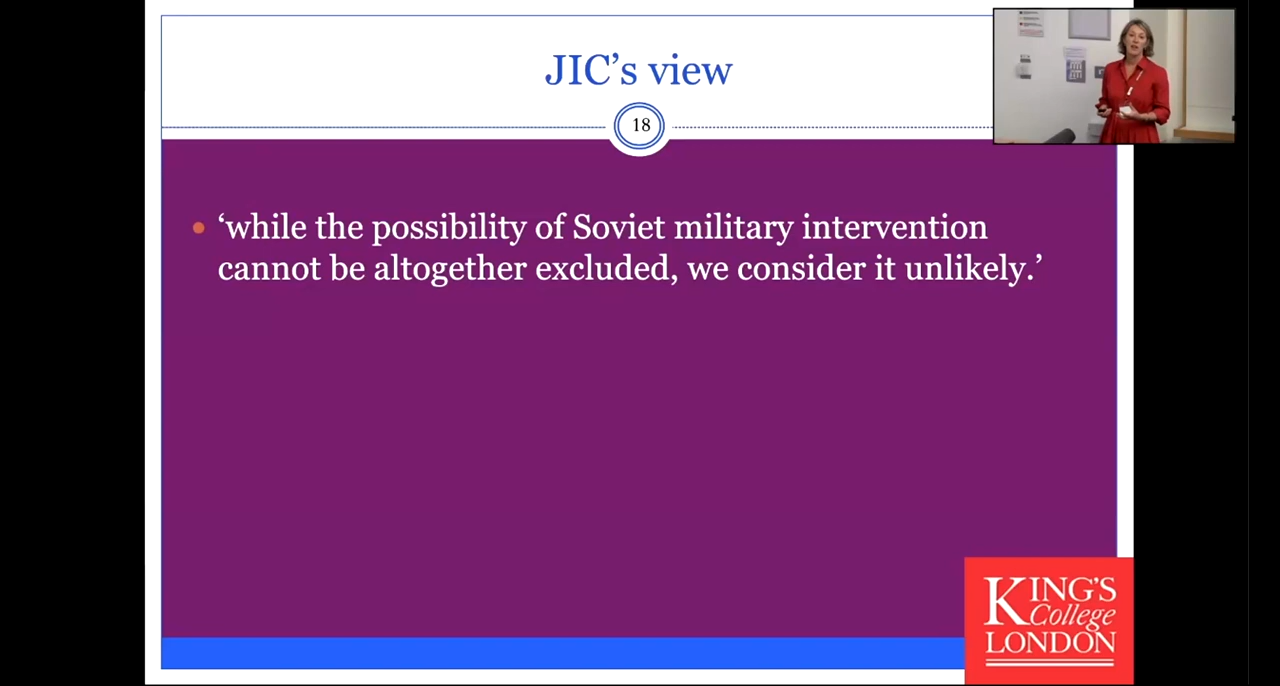 JIC’s view
18
‘while the possibility of Soviet military intervention
cannot be altogether excluded, we consider it unlikely.’
KING'S
College
LONDON